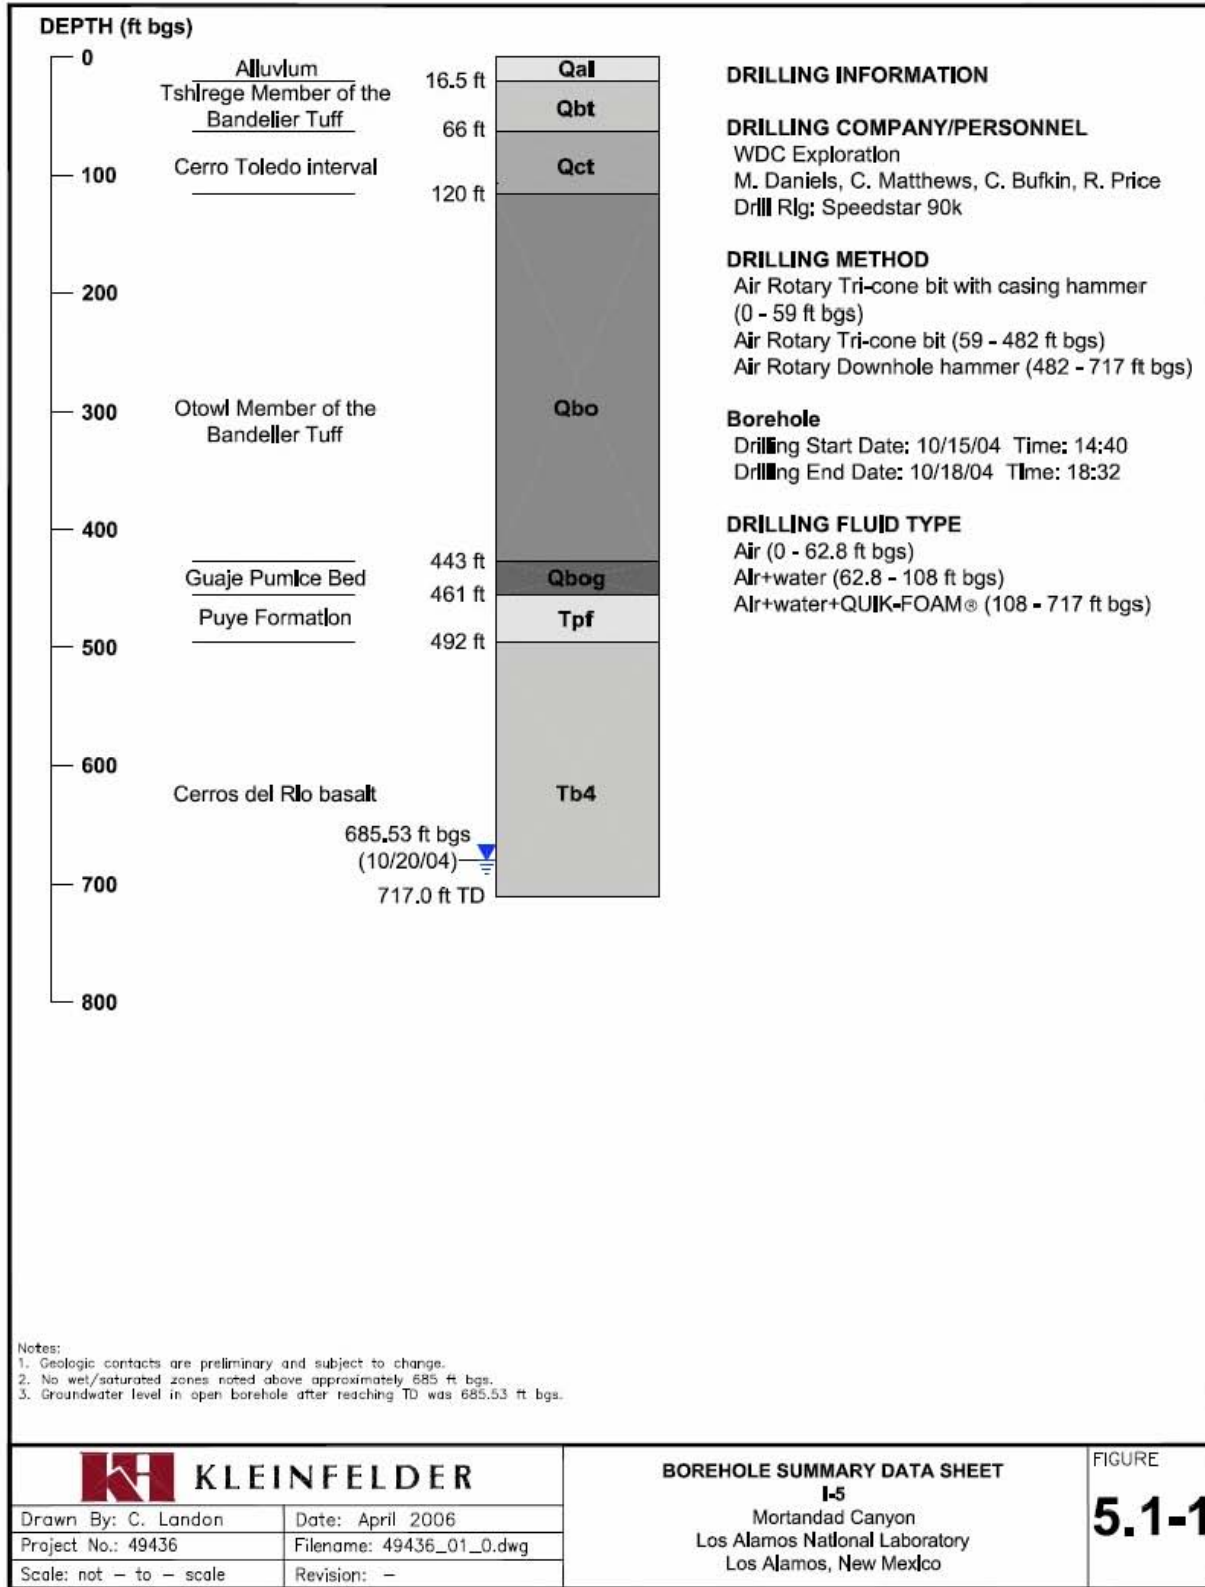 DEPTH (ft bgs)
0
100
200
300
400
500
600
700
800
Alluvium
Tshirege Member of the
Bandelier Tuff
Cerro Toledo interval
Otowi Member of the
Bandelier Tuff
Guaje Pumice Bed
Puye Formation
Cerros del Rio basalt
16.5 ft
66 ft
120 ft
443 ft
461 ft
492 ft
685.53 ft bgs
(10/20/04)
717.0 ft TD
Qal
Qbt
Qct
Qbo
Qbog
Tpf
Tb4
DRILLING INFORMATION
DRILLING COMPANY/PERSONNEL
WDC Exploration
M. Daniels, C. Matthews, C. Bufkin, R. Price
Drill Rig: Speedstar 90k
DRILLING METHOD
Air Rotary Tri-cone bit with casing hammer
(0 - 59 ft bgs)
Air Rotary Tri-cone bit (59 - 482 ft bgs)
Air Rotary Downhole hammer (482 - 717 ft bgs)
Borehole
Drilling Start Date: 10/15/04 Time: 14:40
Drilling End Date: 10/18/04 Time: 18:32
DRILLING FLUID TYPE
Air (0 - 62.8 ft bgs)
Air+water (62.8 - 108 ft bgs)
Air+water+QUIK-FOAM® (108 - 717 ft bgs)
Notes:
1. Geologic contacts are preliminary and subject to change.
2. No wet/saturated zones noted above approximately 685 ft bgs.
3. Groundwater level in open borehole after reaching TD was 685.53 ft bgs.
KLEINFELDER
Drawn By: C. Landon
Date: April 2006
Project No.: 49436
Filename: 49436_01_0.dwg
Scale: not - to - scale
Revision: -
BOREHOLE SUMMARY DATA SHEET
I-5
Mortandad Canyon
Los Alamos National Laboratory
Los Alamos, New Mexico
FIGURE
5.1-1